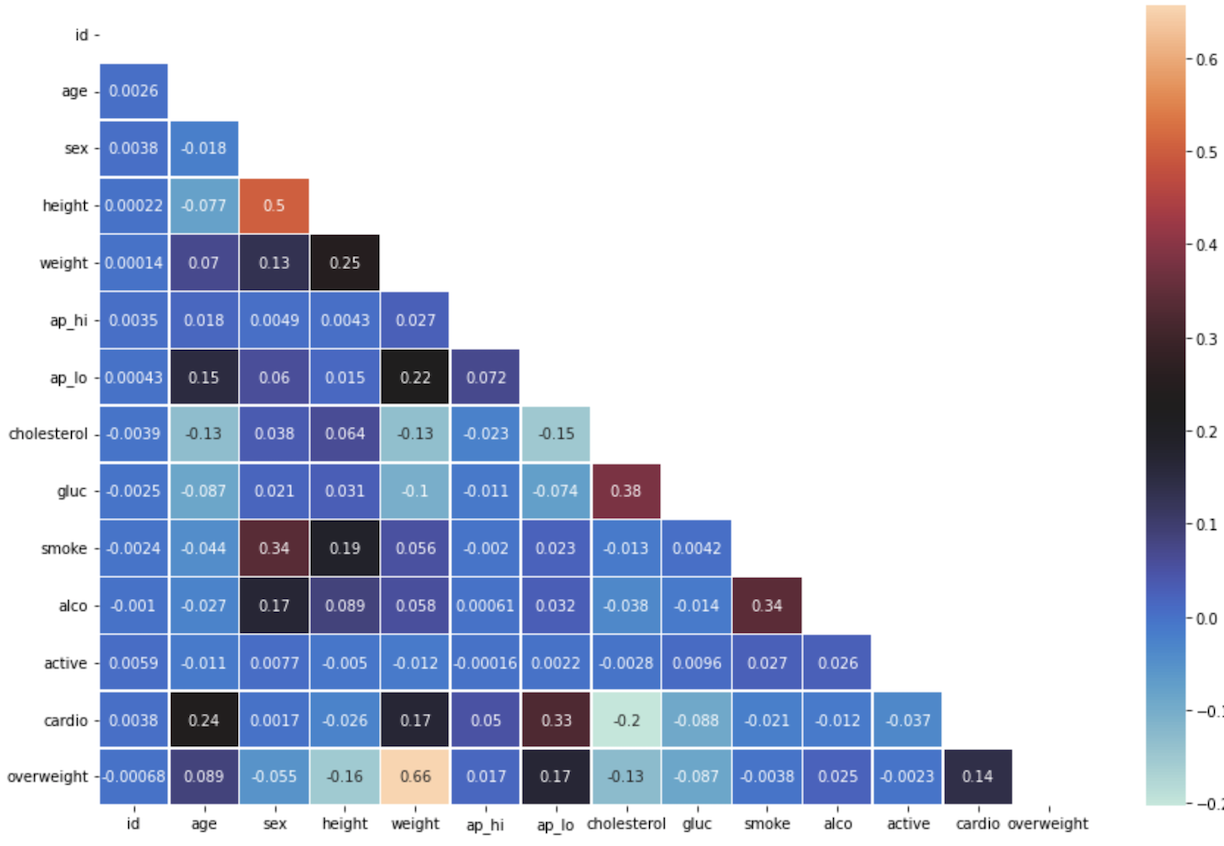 id
age 0.0026
sex 0.0038 -0.018
height 0.00022 -0.077 0.5
weight 0.00014 0.07 0.13 0.25
ap_hi 0.0035 0.018 0.0049 0.0043 0.027
ap_lo 0.00043 0.15 0.06 0.015 0.22 0.072
cholesterol -0.0039 -0.13 0.038 0.064 -0.13 -0.023 -0.15
gluc -0.0025 -0.087 0.021 0.031 -0.1 -0.011 -0.074 0.38
smoke -0.0024 -0.044 0.34 0.19 0.056 -0.002 0.023 -0.013 0.0042
alco -0.001 -0.027 0.17 0.089 0.058 0.00061 0.032 -0.038 -0.014 0.34
active 0.0059 -0.011 0.0077 -0.005 -0.012 -0.00016 0.0022 -0.0028 0.0096 0.027 0.026
cardio 0.0038 0.24 0.0017 -0.026 0.17 0.05 0.33 -0.2 -0.088 -0.021 -0.012 -0.037
overweight -0.00068 0.089 -0.055 -0.16 0.66 0.017 0.17 -0.13 -0.087 -0.0038 0.025 -0.0023 0.14
id age sex height weight ap_hi ap_lo cholesterol gluc smoke alco active cardio overweight
0.6
0.5
0.4
0.3
0.2
0.1
0.0
−0.1
−0.2